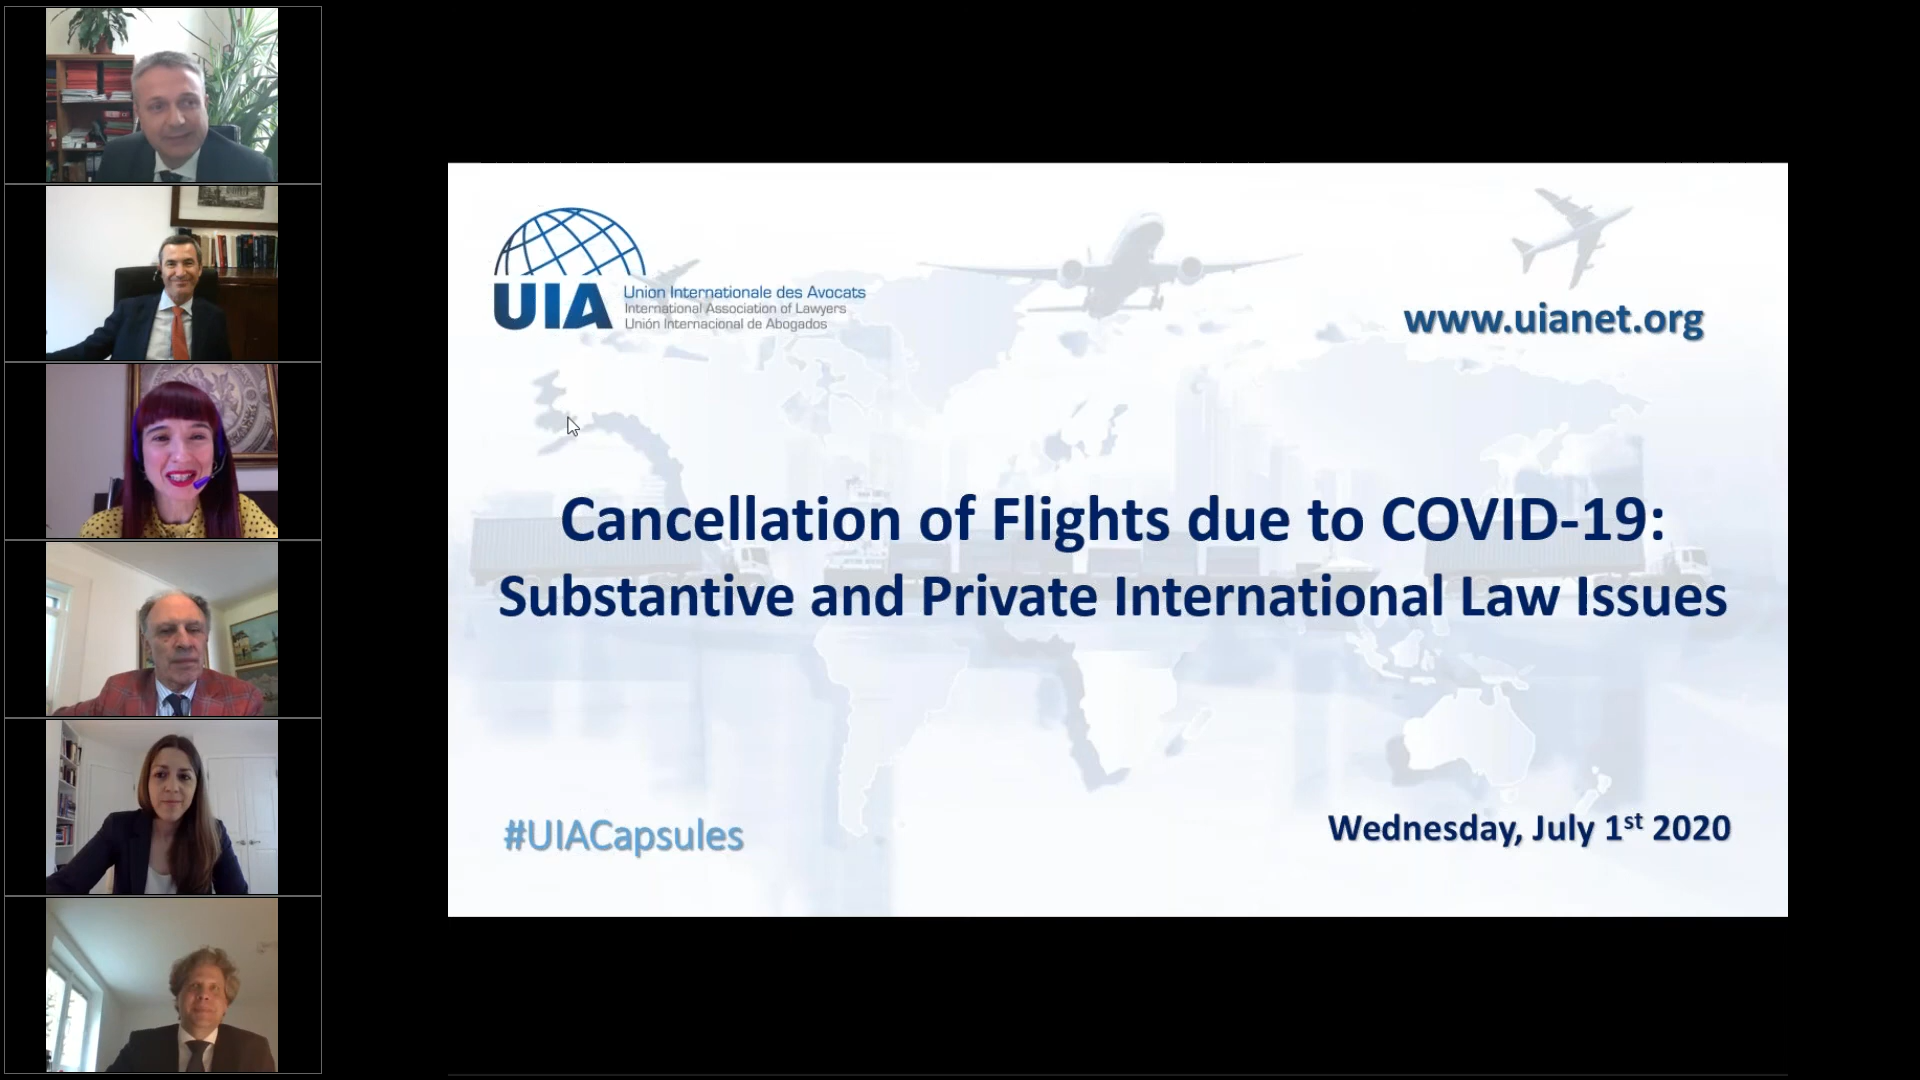 UIA
Union Internationale des Avocats
International Association of Lawyers
Unión Internacional de Abogados
www.uianet.org
Cancellation of Flights due to COVID-19:
Substantive and Private International Law Issues
#UIACapsules
Wednesday, July 1st 2020